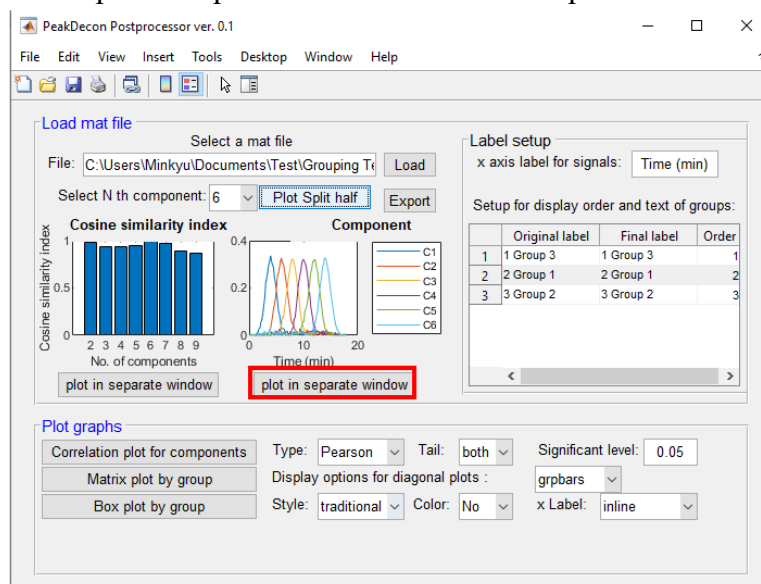 PeakDecon Postprocessor ver. 0.1
File Edit View Insert Tools Desktop Window Help
Load mat file
Select a mat file
File: C:\Users\Minkyu\Documents\Test\Grouping Te Load
Select N th component: 6 Plot Split half Export
Cosine similarity index
Cosine similarity index
1
0.5
0
2 3 4 5 6 7 8 9
No. of components
plot in separate window
Component
0.4
0.2
0
0 10 20
Time (min)
C1
C2
C3
C4
C5
C6
plot in separate window
Label setup
x axis label for signals: Time (min)
Setup for display order and text of groups:
Original label Final label Order
1 1 Group 3 1 Group 3 1
2 2 Group 1 2 Group 1 2
3 3 Group 2 3 Group 2 3
Plot graphs
Correlation plot for components Type: Pearson Tail: both Significant level: 0.05
Matrix plot by group Display options for diagonal plots : grpbars
Box plot by group Style: traditional Color: No x Label: inline